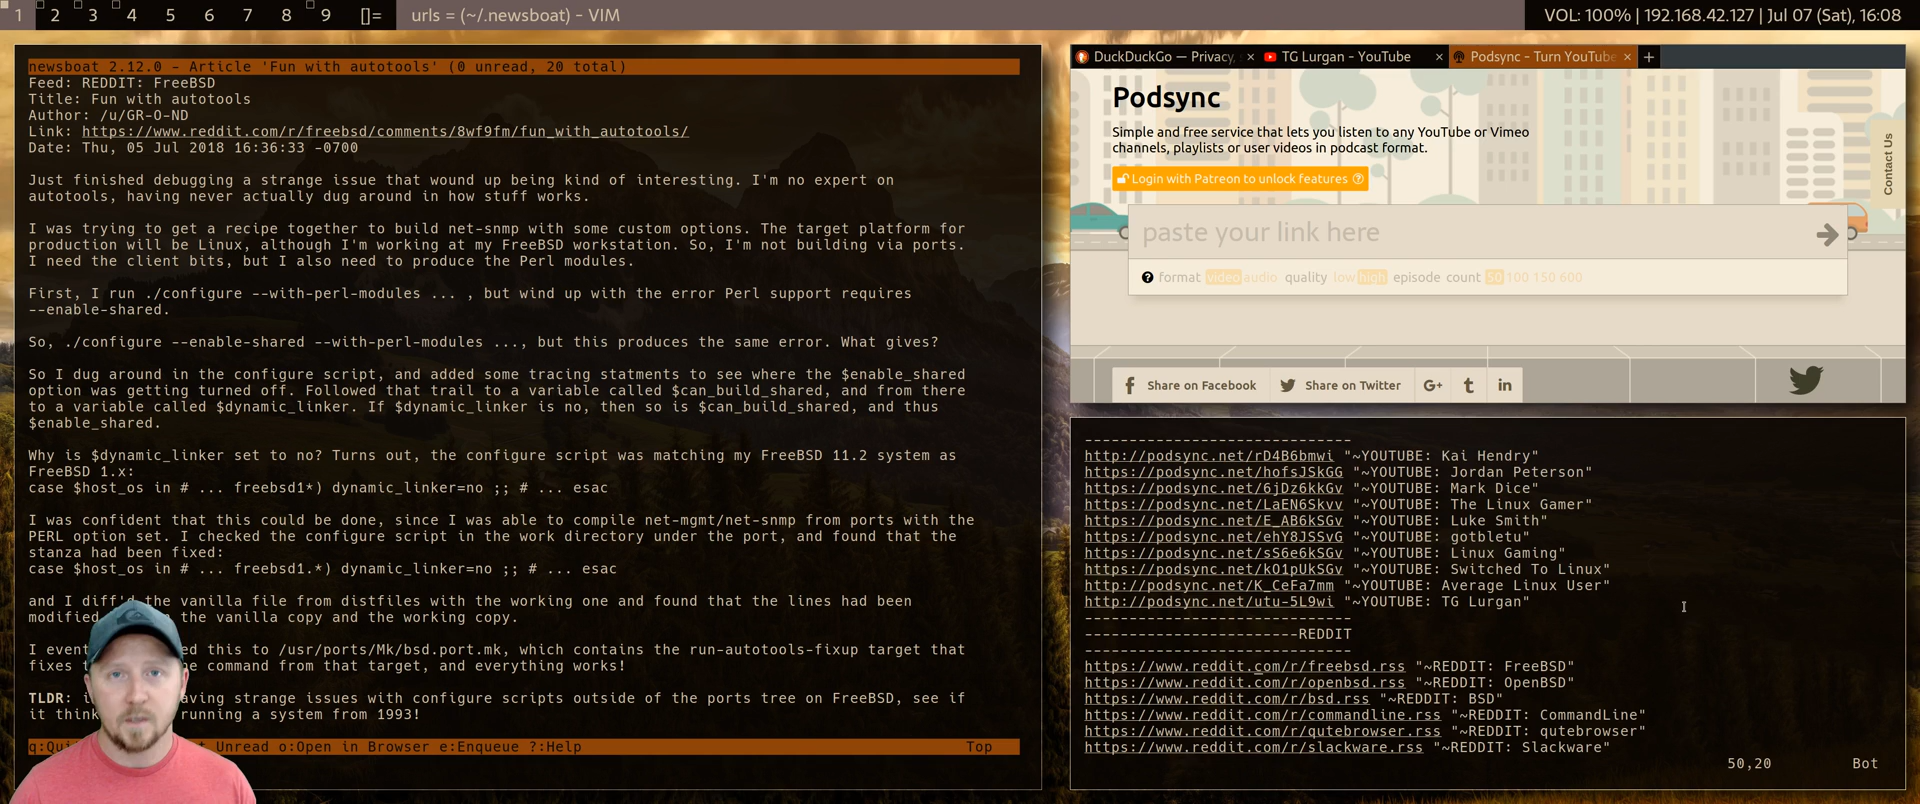 1 2 3 4 5 6 7 8 9 []= urls = (~/.newsboat) - VIM
VOL: 100% | 192.168.42.127 | Jul 07 (Sat), 16:08
newsboat 2.12.0 - Article 'Fun with autotools' (0 unread, 20 total)
Feed: REDDIT: FreeBSD
Title: Fun with autotools
Author: /u/GR-O-ND
Link: https://www.reddit.com/r/freebsd/comments/8wf9fm/fun_with_autotools/
Date: Thu, 05 Jul 2018 16:36:33 -0700
Just finished debugging a strange issue that wound up being kind of interesting. I'm no expert on
autotools, having never actually dug around in how stuff works.
I was trying to get a recipe together to build net-snmp with some custom options. The target platform for
production will be Linux, although I'm working at my FreeBSD workstation. So, I'm not building via ports.
I need the client bits, but I also need to produce the Perl modules.
First, I run ./configure --with-perl-modules ... , but wind up with the error Perl support requires
--enable-shared.
So, ./configure --enable-shared --with-perl-modules ..., but this produces the same error. What gives?
So I dug around in the configure script, and added some tracing statments to see where the $enable_shared
option was getting turned off. Followed that trail to a variable called $can_build_shared, and from there
to a variable called $dynamic_linker. If $dynamic_linker is no, then so is $can_build_shared, and thus
$enable_shared.
Why is $dynamic_linker set to no? Turns out, the configure script was matching my FreeBSD 11.2 system as
FreeBSD 1.x:
case $host_os in # ... freebsd1*) dynamic_linker=no ;; # ... esac
I was confident that this could be done, since I was able to compile net-mgmt/net-snmp from ports with the
PERL option set. I checked the configure script in the work directory under the port, and found that the
stanza had been fixed:
case $host_os in # ... freebsd1.*) dynamic_linker=no ;; # ... esac
and I diff'd the vanilla file from distfiles with the working one and found that the lines had been
modified the vanilla copy and the working copy.
I this to /usr/ports/Mk/bsd.port.mk, which contains the run-autotools-fixup target that
fixes command from that target, and everything works!
TLDR: strange issues with configure scripts outside of the ports tree on FreeBSD, see if
it running a system from 1993!
Unread o:Open in Browser e:Enqueue ?:Help Top
DuckDuckGo — Privacy, × TG Lurgan - YouTube × Podsync - Turn YouTube × +
Podsync
Simple and free service that lets you listen to any YouTube or Vimeo
channels, playlists or user videos in podcast format.
Login with Patreon to unlock features
Contact Us
paste your link here
format video audio quality low high episode count 50 100 150 600
Share on Facebook Share on Twitter G+ t in
------------------------------
http://podsync.net/rD4B6bmwi "~YOUTUBE: Kai Hendry"
https://podsync.net/hofsJSkGG "~YOUTUBE: Jordan Peterson"
https://podsync.net/6jDz6kkGv "~YOUTUBE: Mark Dice"
https://podsync.net/LaEN6Skvv "~YOUTUBE: The Linux Gamer"
https://podsync.net/E_AB6kSGv "~YOUTUBE: Luke Smith"
https://podsync.net/ehY8JSSvG "~YOUTUBE: gotbletu"
https://podsync.net/sS6e6kSGv "~YOUTUBE: Linux Gaming"
https://podsync.net/kO1pUkSGv "~YOUTUBE: Switched To Linux"
http://podsync.net/K_CeFa7mm "~YOUTUBE: Average Linux User"
http://podsync.net/utu-5L9wi "~YOUTUBE: TG Lurgan"
------------------------------
------------------------REDDIT
------------------------------
https://www.reddit.com/r/freebsd.rss "~REDDIT: FreeBSD"
https://www.reddit.com/r/openbsd.rss "~REDDIT: OpenBSD"
https://www.reddit.com/r/bsd.rss "~REDDIT: BSD"
https://www.reddit.com/r/commandline.rss "~REDDIT: CommandLine"
https://www.reddit.com/r/qutebrowser.rss "~REDDIT: qutebrowser"
https://www.reddit.com/r/slackware.rss "~REDDIT: Slackware"
50,20 Bot